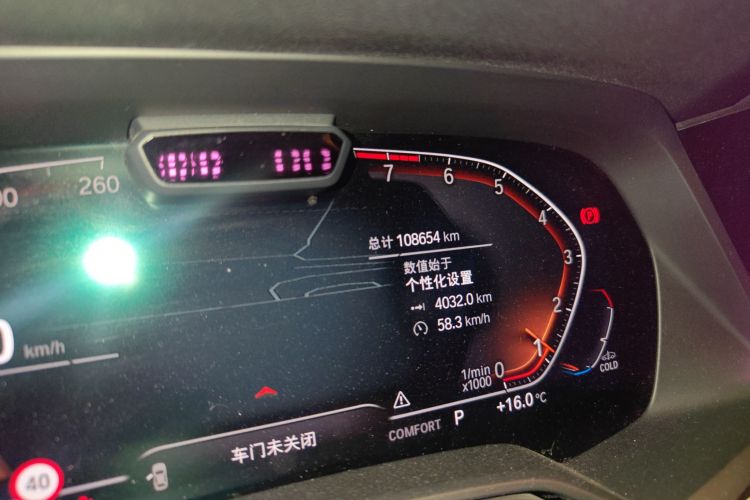 260
7
6
5
4
3
2
1
0
总计 108654 km
数值始于
个性化设置
4032.0 km
58.3 km/h
km/h
1/min
x1000
COLD
+16.0 °C
COMFORT P
车门未关闭
40